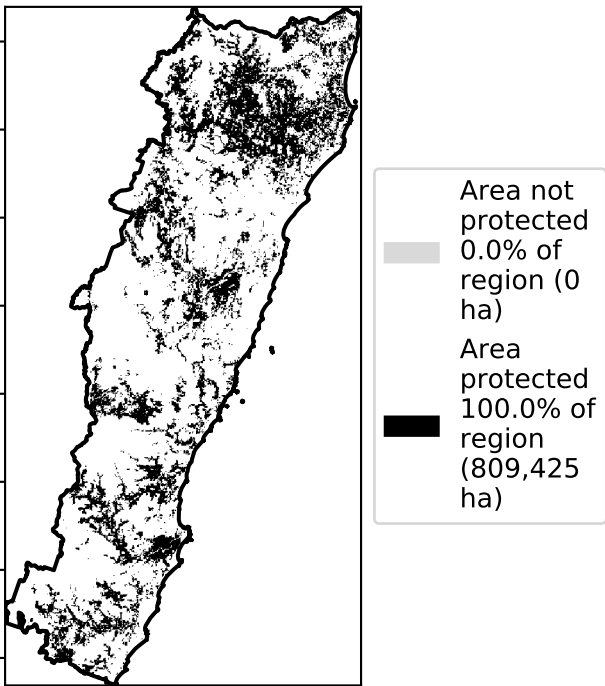 Area not
protected
0.0% of
region (0
ha)
Area
protected
100.0% of
region
(809,425
ha)